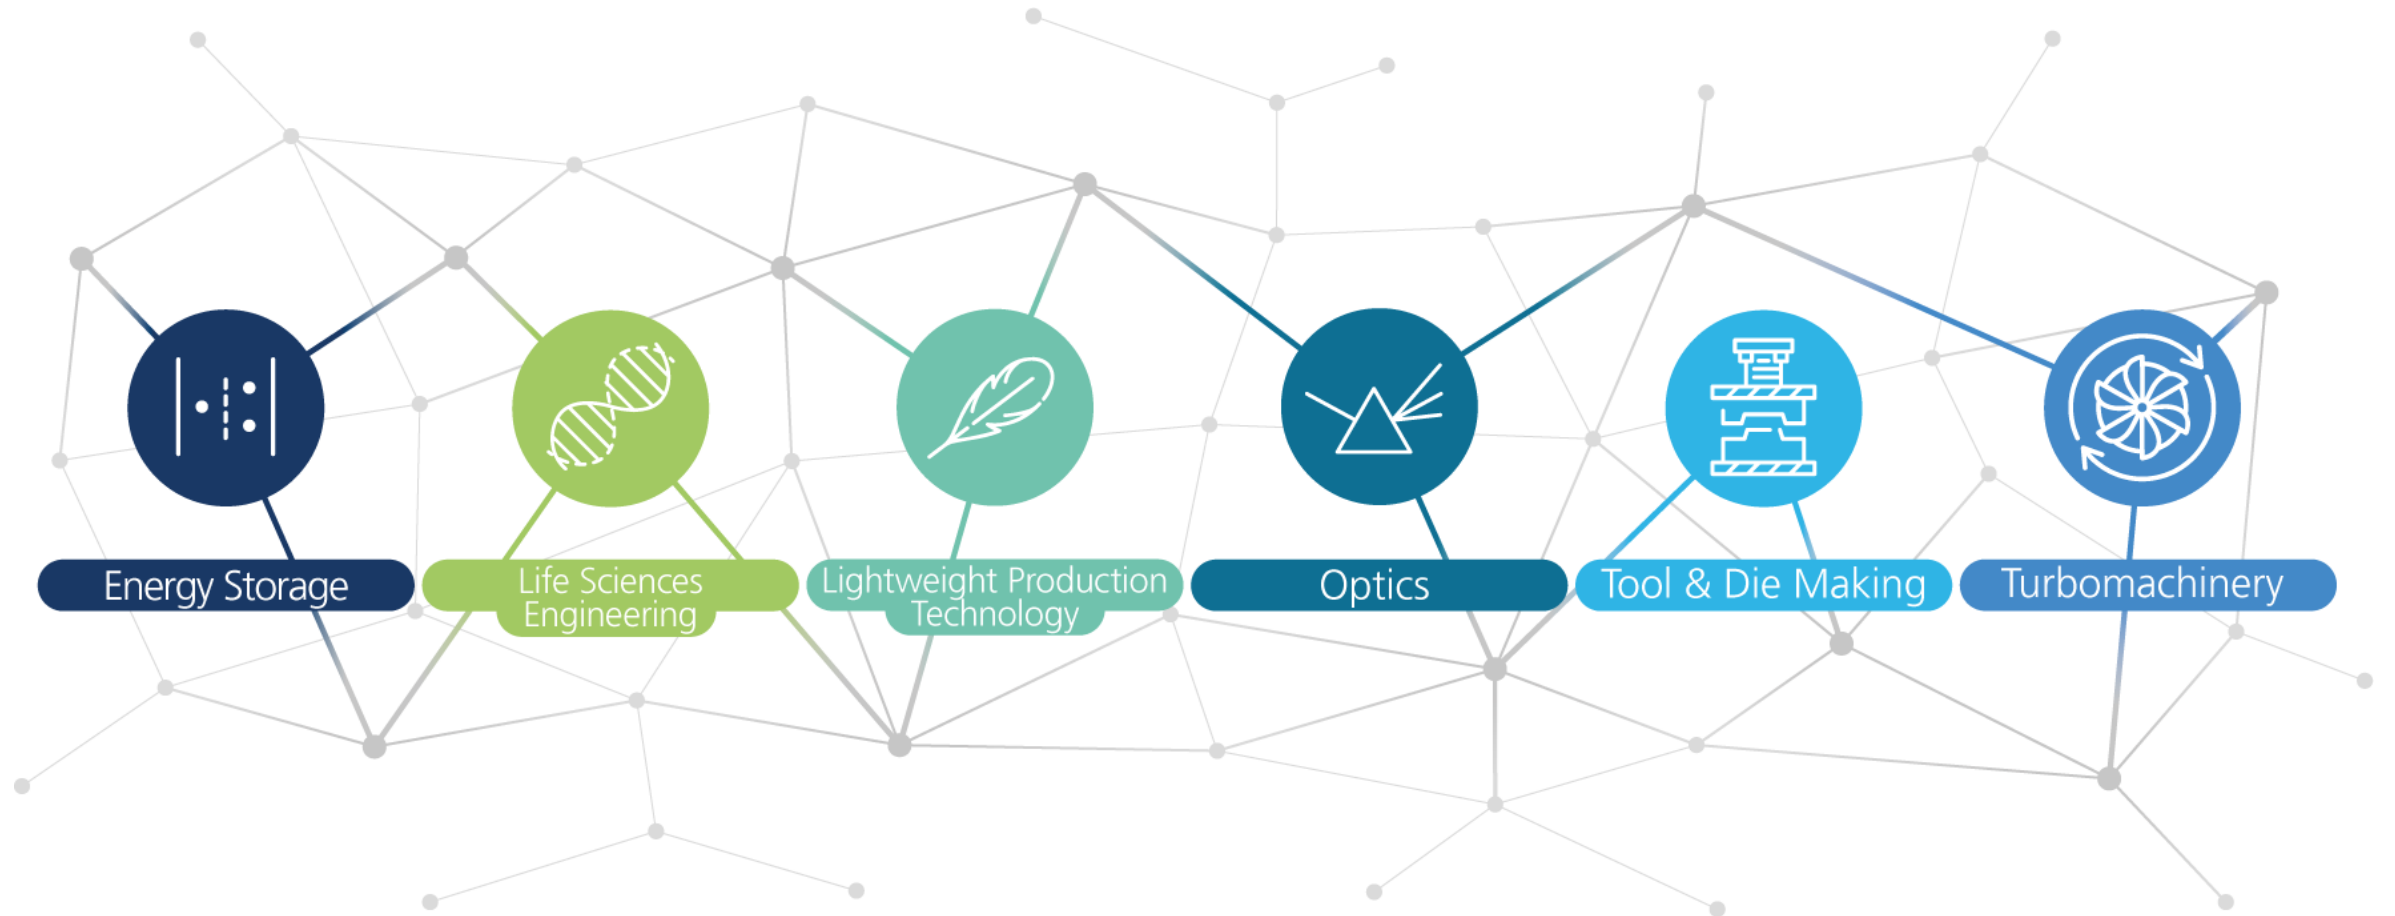 Energy Storage
Life Sciences
Engineering
Lightweight Production
Technology
Optics
Tool & Die Making
Turbomachinery